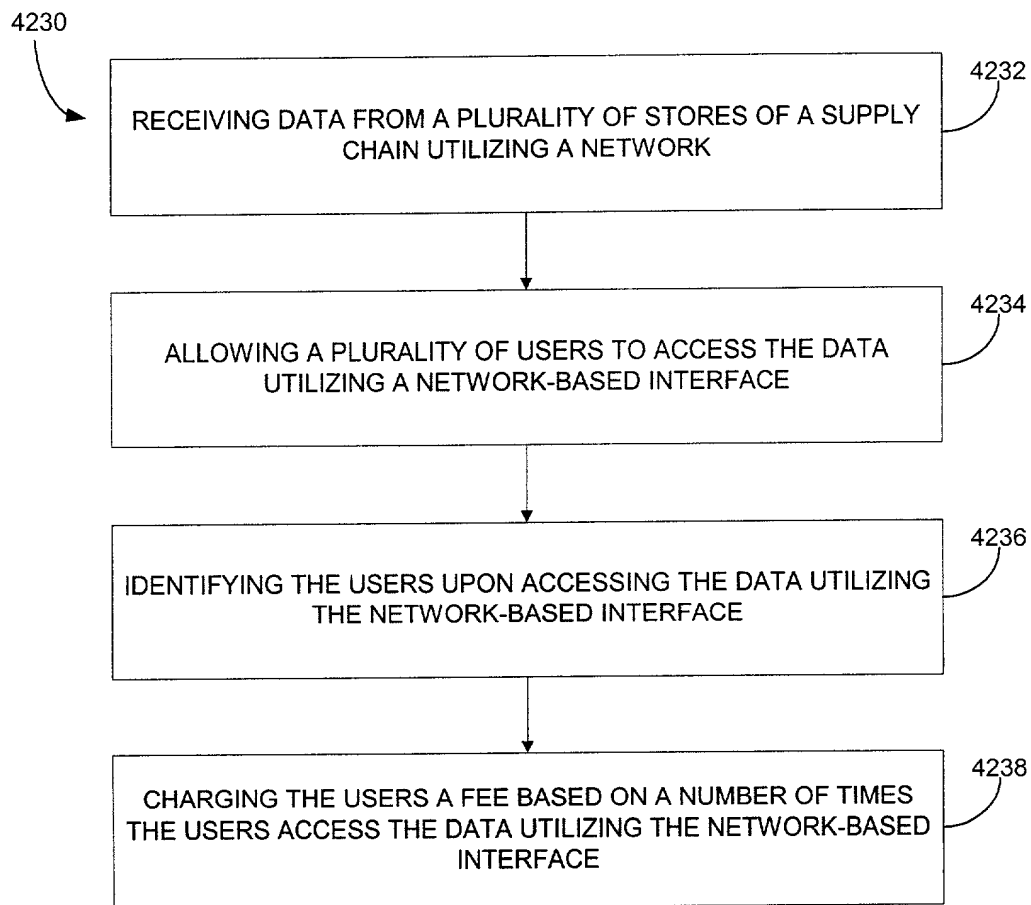 4230
4232
RECEIVING DATA FROM A PLURALITY OF STORES OF A SUPPLY
CHAIN UTILIZING A NETWORK
4234
ALLOWING A PLURALITY OF USERS TO ACCESS THE DATA
UTILIZING A NETWORK-BASED INTERFACE
4236
IDENTIFYING THE USERS UPON ACCESSING THE DATA UTILIZING
THE NETWORK-BASED INTERFACE
4238
CHARGING THE USERS A FEE BASED ON A NUMBER OF TIMES
THE USERS ACCESS THE DATA UTILIZING THE NETWORK-BASED
INTERFACE